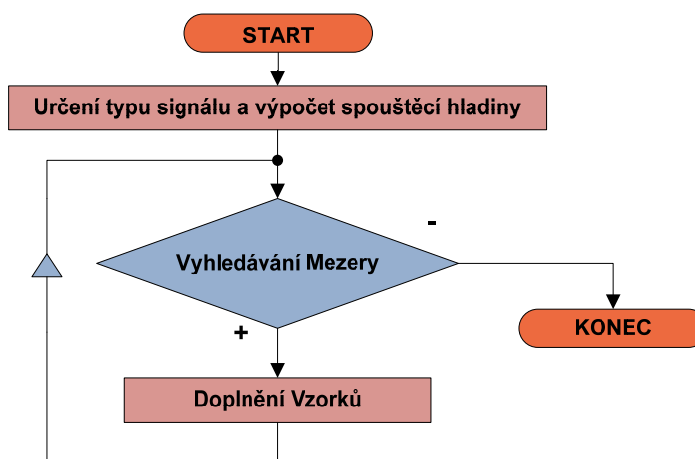 START
Určení typu signálu a výpočet spouštěcí hladiny
-
Vyhledávání Mezery
KONEC
+
Doplnění Vzorků